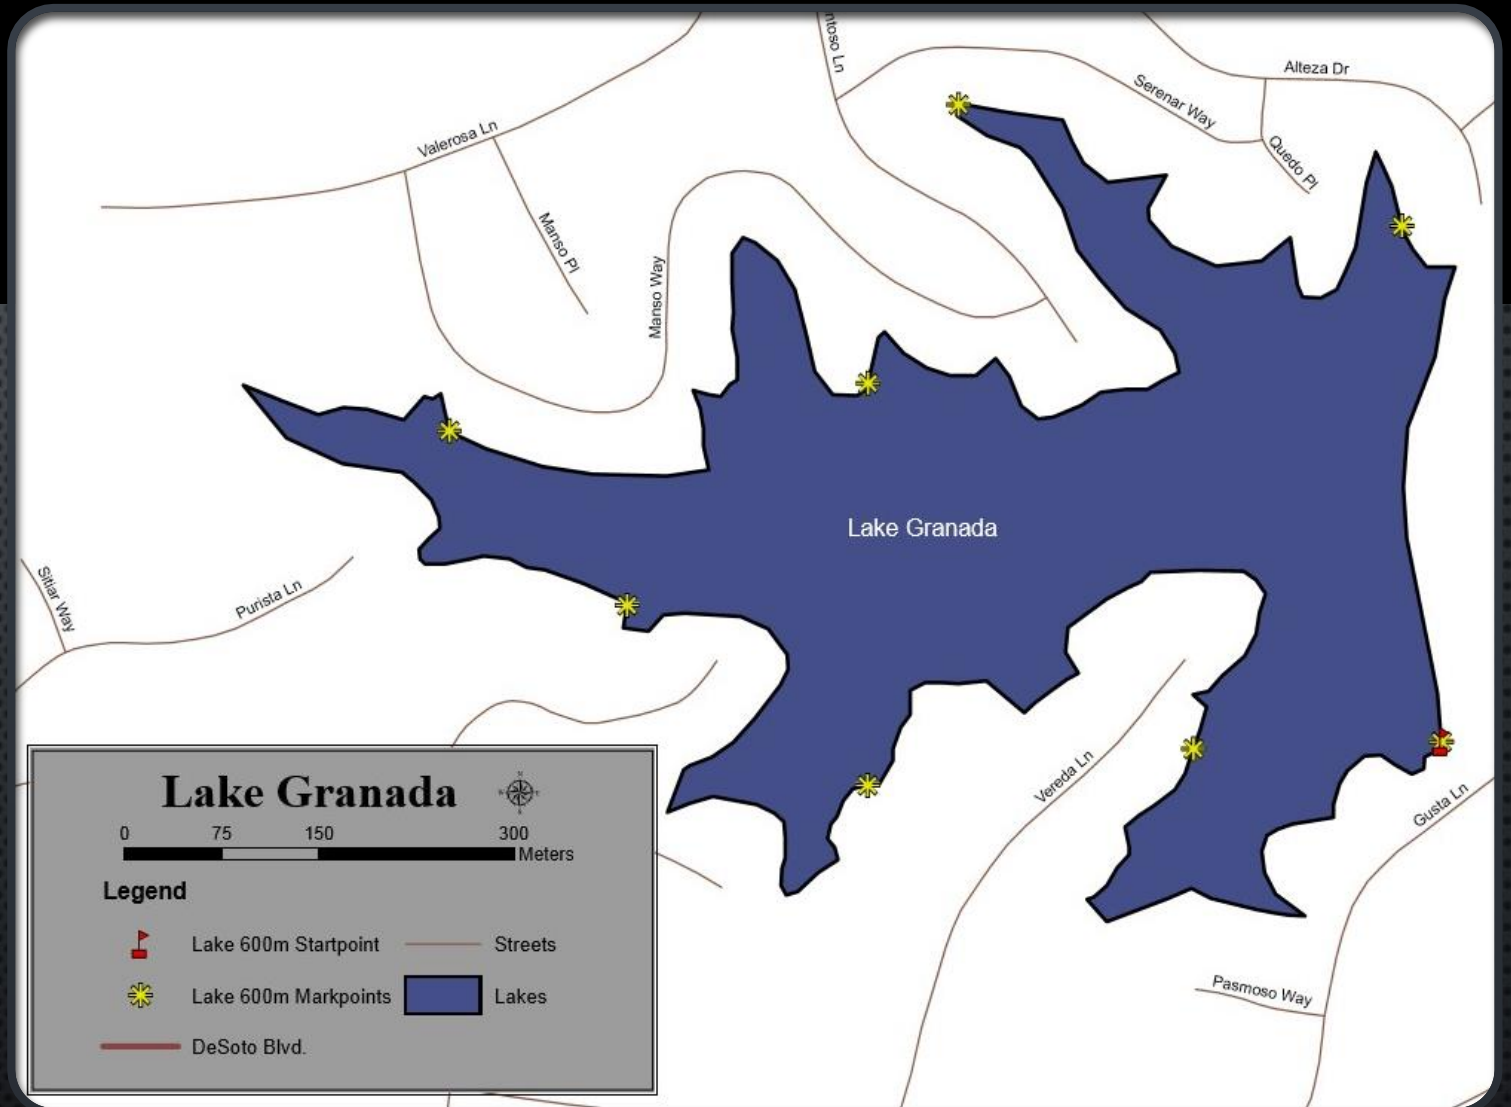 ntoso Ln
Alteza Dr
Serenar Way
Valerosa Ln
Quedo Pl
Manso Pl
Manso Way
Lake Granada
Sitiar Way
Purista Ln
Vereda Ln
Gusta Ln
Pasmoso Way
Lake Granada
N
0 75 150 300
Meters
Legend
Lake 600m Startpoint Streets
Lake 600m Markpoints Lakes
DeSoto Blvd.